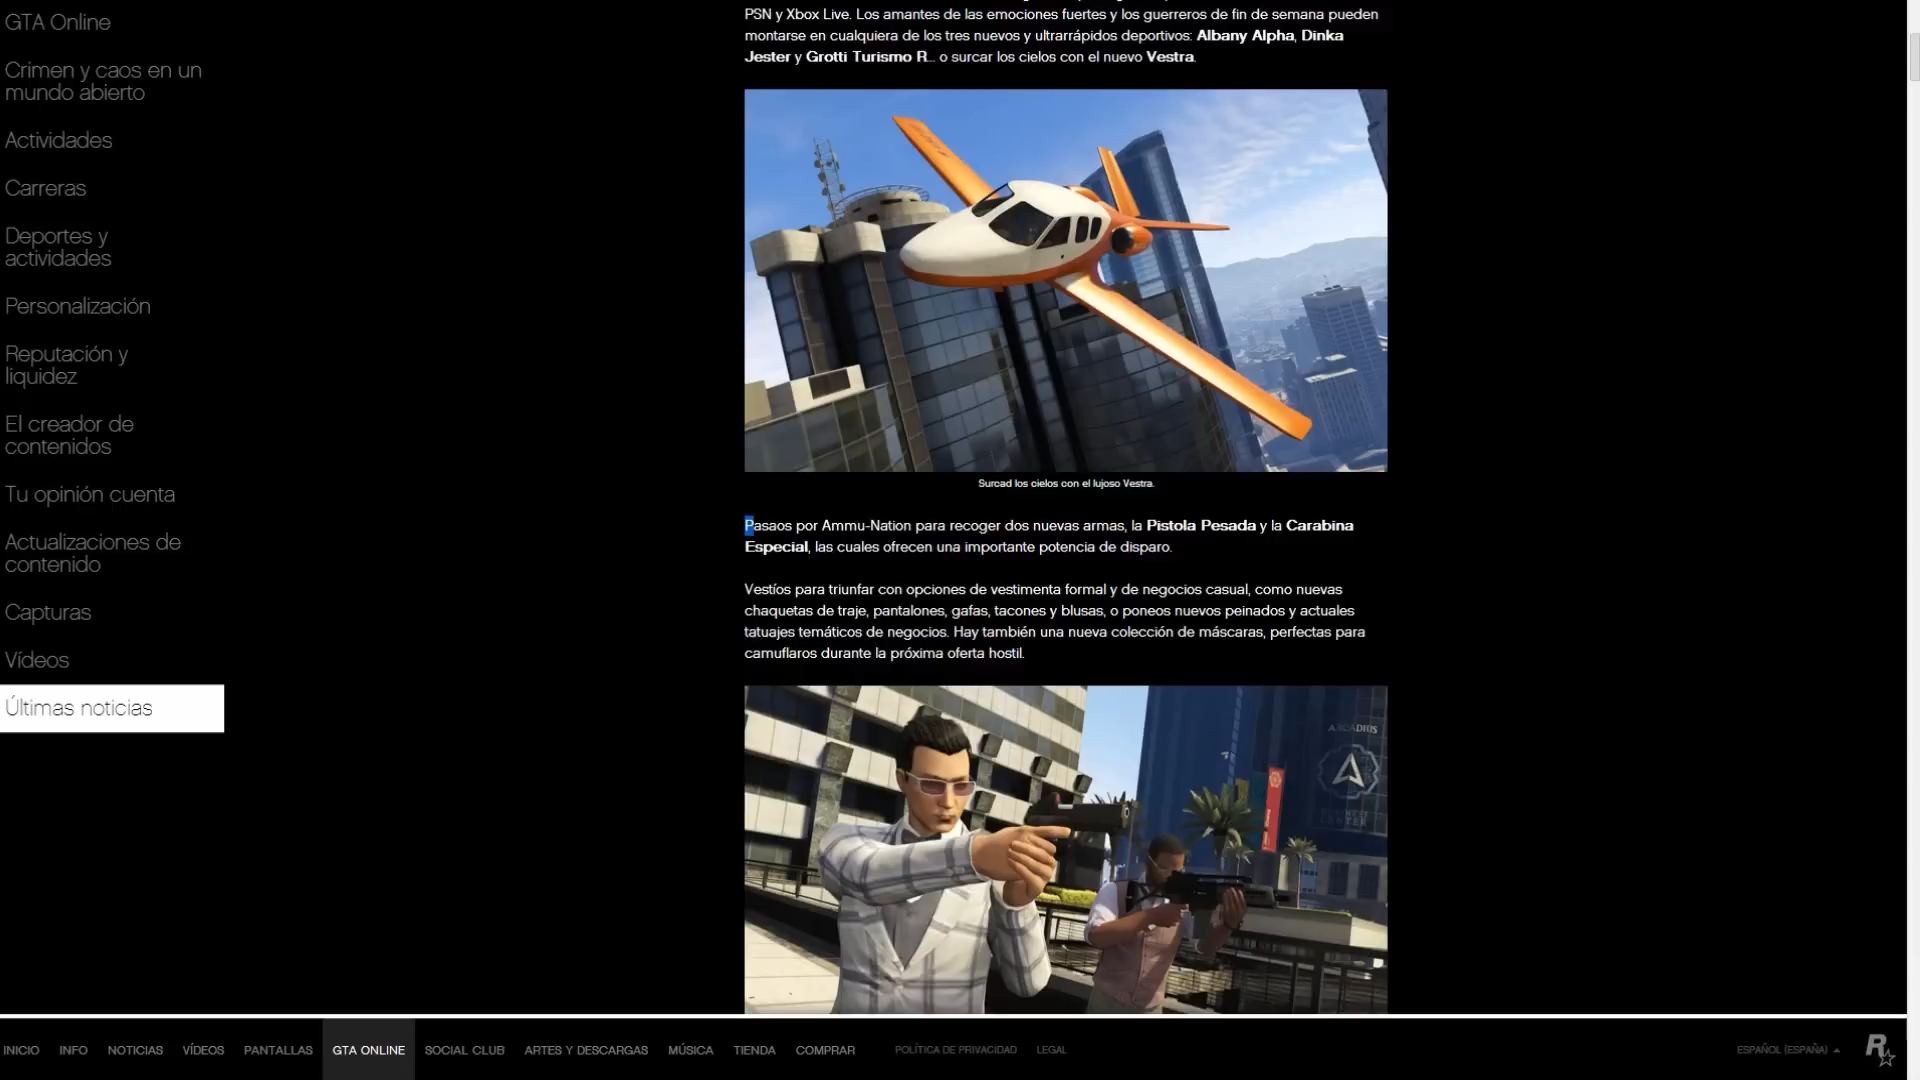 GTA Online
Crimen y caos en un
mundo abierto
Actividades
Carreras
Deportes y
actividades
Personalización
Reputación y
liquidez
El creador de
contenidos
Tu opinión cuenta
Actualizaciones de
contenido
Capturas
Vídeos
Últimas noticias
PSN y Xbox Live. Los amantes de las emociones fuertes y los guerreros de fin de semana pueden
montarse en cualquiera de los tres nuevos y ultrarrápidos deportivos: Albany Alpha, Dinka
Jester y Grotti Turismo R... o surcar los cielos con el nuevo Vestra.
Surcad los cielos con el lujoso Vestra.
Pasaos por Ammu-Nation para recoger dos nuevas armas, la Pistola Pesada y la Carabina
Especial, las cuales ofrecen una importante potencia de disparo.
Vestíos para triunfar con opciones de vestimenta formal y de negocios casual, como nuevas
chaquetas de traje, pantalones, gafas, tacones y blusas, o poneos nuevos peinados y actuales
tatuajes temáticos de negocios. Hay también una nueva colección de máscaras, perfectas para
camuflaros durante la próxima oferta hostil.
ARCADIUS
INICIO INFO NOTICIAS VÍDEOS PANTALLAS GTA ONLINE SOCIAL CLUB ARTES Y DESCARGAS MÚSICA TIENDA COMPRAR POLÍTICA DE PRIVACIDAD LEGAL ESPAÑOL (ESPAÑA) R